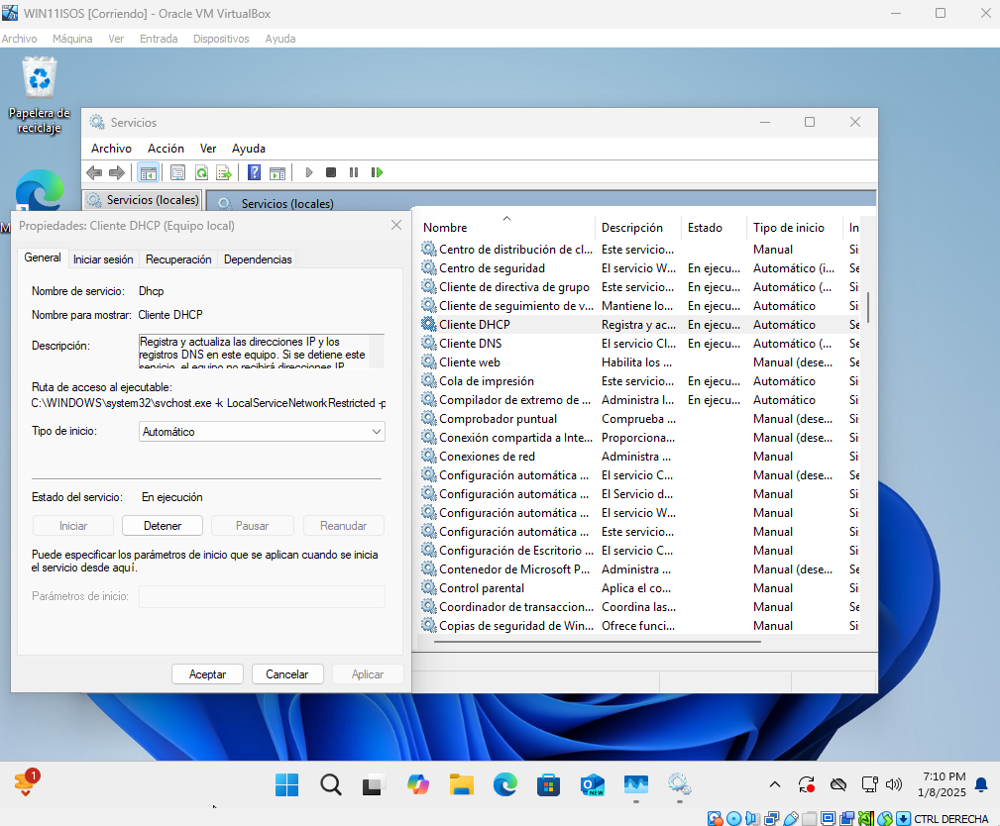 WIN11ISOS [Corriendo] - Oracle VM VirtualBox
Archivo Máquina Ver Entrada Dispositivos Ayuda
Papelera de
reciclaje
Servicios
Archivo Acción Ver Ayuda
Servicios (locales)
Servicios (locales)
Propiedades: Cliente DHCP (Equipo local)
General Iniciar sesión Recuperación Dependencias
Nombre de servicio: Dhcp
Nombre para mostrar: Cliente DHCP
Descripción: Registra y actualiza las direcciones IP y los
registros DNS en este equipo. Si se detiene este
servicio, el equipo no recibirá direcciones IP
Ruta de acceso al ejecutable:
C:\WINDOWS\system32\svchost.exe -k LocalServiceNetworkRestricted -p
Tipo de inicio: Automático
Estado del servicio: En ejecución
Iniciar Detener Pausar Reanudar
Puede especificar los parámetros de inicio que se aplican cuando se inicia
el servicio desde aquí.
Parámetros de inicio:
Aceptar Cancelar Aplicar
Nombre Descripción Estado Tipo de inicio In
Centro de distribución de cl... Este servicio... Manual Si
Centro de seguridad El servicio W... En ejecu... Automático (i... Si
Cliente de directiva de grupo Este servicio... En ejecu... Automático (... Si
Cliente de seguimiento de v... Mantiene lo... En ejecu... Automático Si
Cliente DHCP Registra y ac... En ejecu... Automático Se
Cliente DNS El servicio Cl... En ejecu... Automático (... Se
Cliente web Habilita los ... Manual (dese... Se
Cola de impresión Este servicio... En ejecu... Automático Si
Compilador de extremo de ... Administra l... En ejecu... Automático Se
Comprobador puntual Comprueba ... Manual (dese... Si
Conexión compartida a Inte... Proporciona... Manual (dese... Si
Conexiones de red Administra ... Manual Si
Configuración automática ... El servicio C... Manual (dese... Se
Configuración automática ... El Servicio d... Manual Si
Configuración automática ... El servicio W... Manual Si
Configuración automática ... Este servicio... Manual Si
Configuración de Escritorio ... El servicio C... Manual Si
Contenedor de Microsoft P... Administra ... Manual (dese... Se
Control parental Aplica el co... Manual Si
Coordinador de transaccion... Coordina las... Manual Se
Copias de seguridad de Win... Ofrece funci... Manual Si
1
NEW
7:10 PM
1/8/2025
CTRL DERECHA